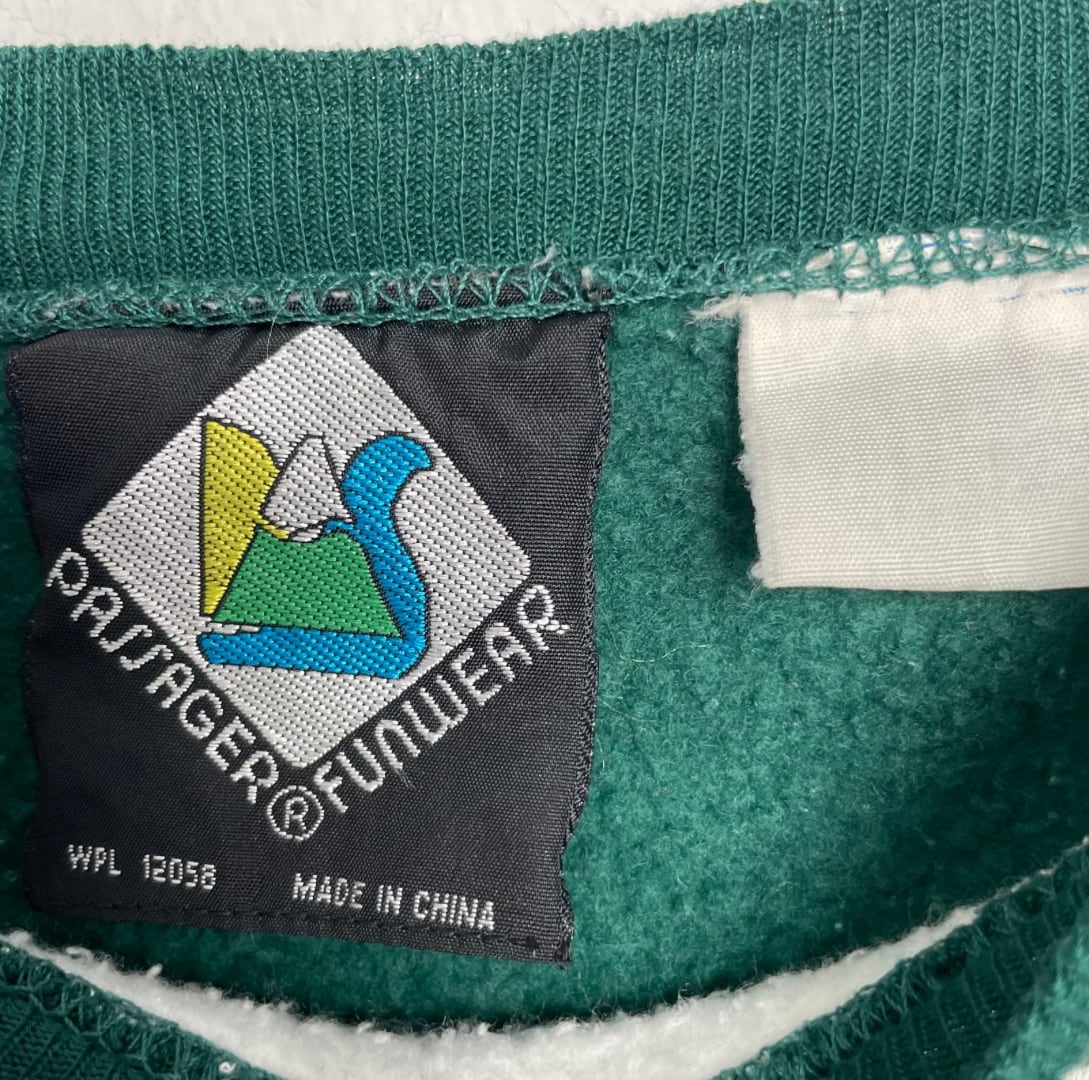 PASSAGER® FUNWEAR
WPL 12058
MADE IN CHINA